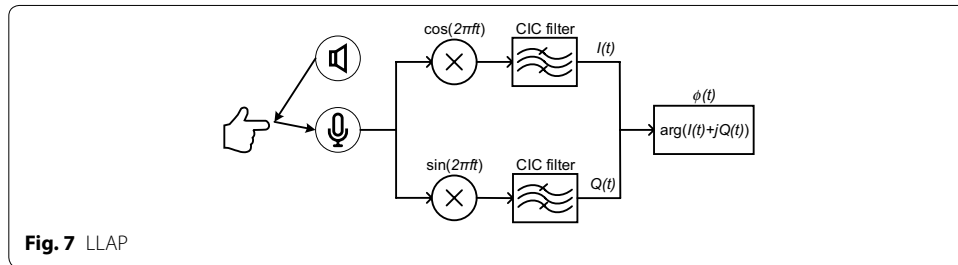 cos(2πft)
CIC filter
I(t)
ϕ(t)
arg(I(t)+jQ(t))
sin(2πft)
CIC filter
Q(t)
Fig. 7 LLAP